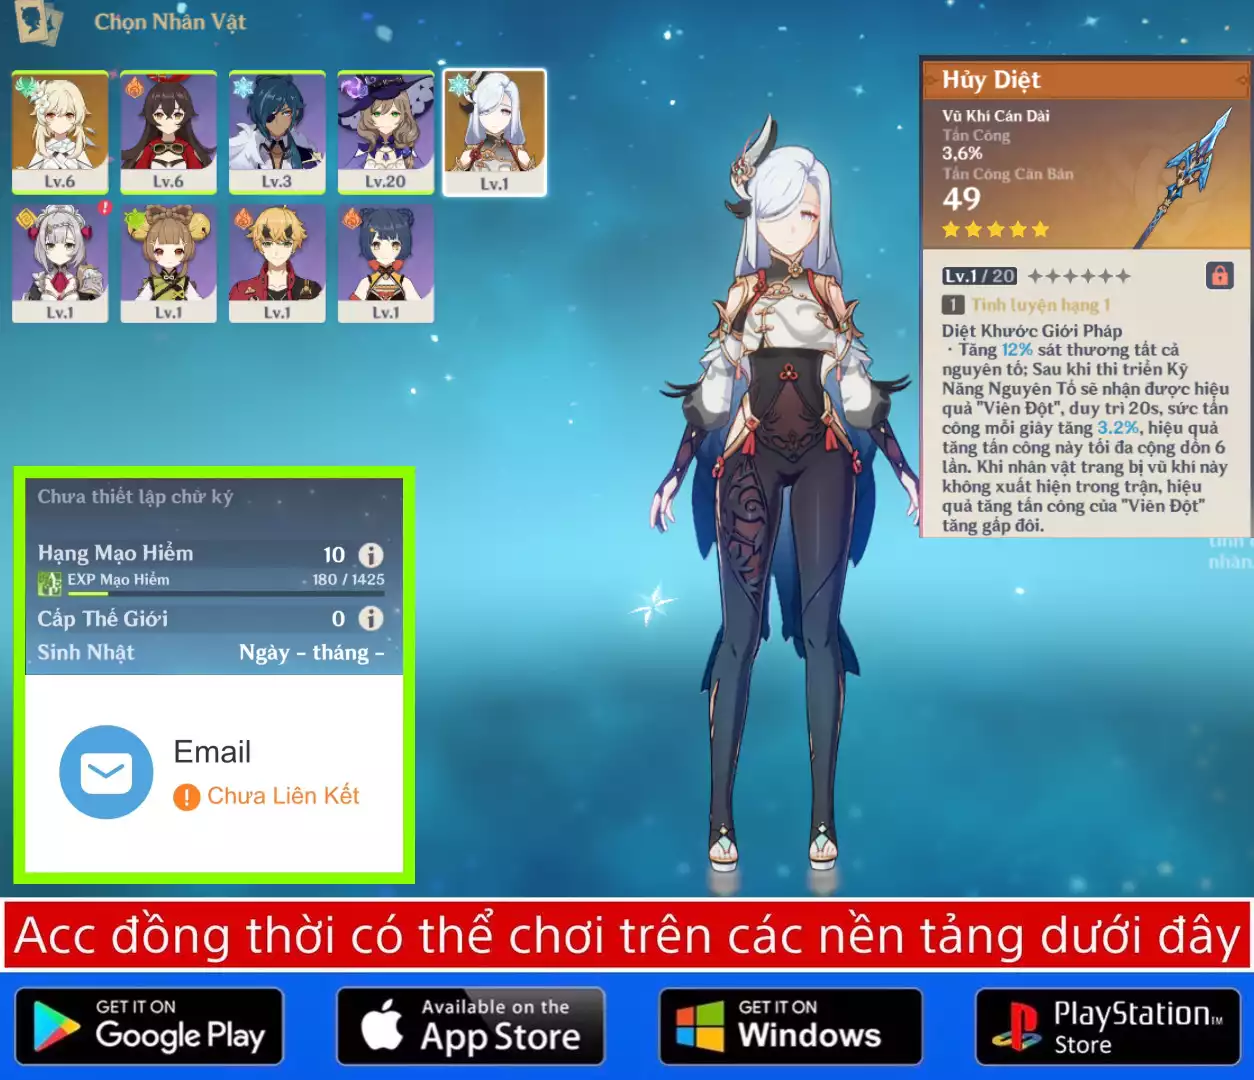 Chọn Nhân Vật
Lv.6
Lv.6
Lv.3
Lv.20
Lv.1
Lv.1
Lv.1
Lv.1
Lv.1
Hủy Diệt
Vũ Khí Cán Dài
Tấn Công
3,6%
Tấn Công Căn Bản
49
Lv.1 / 20
1 Tinh luyện hạng 1
Diệt Khước Giới Pháp
· Tăng 12% sát thương tất cả
nguyên tố; Sau khi thi triển Kỹ
Năng Nguyên Tố sẽ nhận được hiệu
quả "Viên Đột", duy trì 20s, sức tấn
công mỗi giây tăng 3.2%, hiệu quả
tăng tấn công này tối đa cộng dồn 6
lần. Khi nhân vật trang bị vũ khí này
không xuất hiện trong trận, hiệu
quả tăng tấn công của "Viên Đột"
tăng gấp đôi.
nhân.
Chưa thiết lập chữ ký
Hạng Mạo Hiểm 10
EXP Mạo Hiểm 180 / 1425
Cấp Thế Giới 0
Sinh Nhật Ngày - tháng -
Email
Chưa Liên Kết
Acc đồng thời có thể chơi trên các nền tảng dưới đây
GET IT ON
Google Play
Available on the
App Store
GET IT ON
Windows
PlayStation™
Store